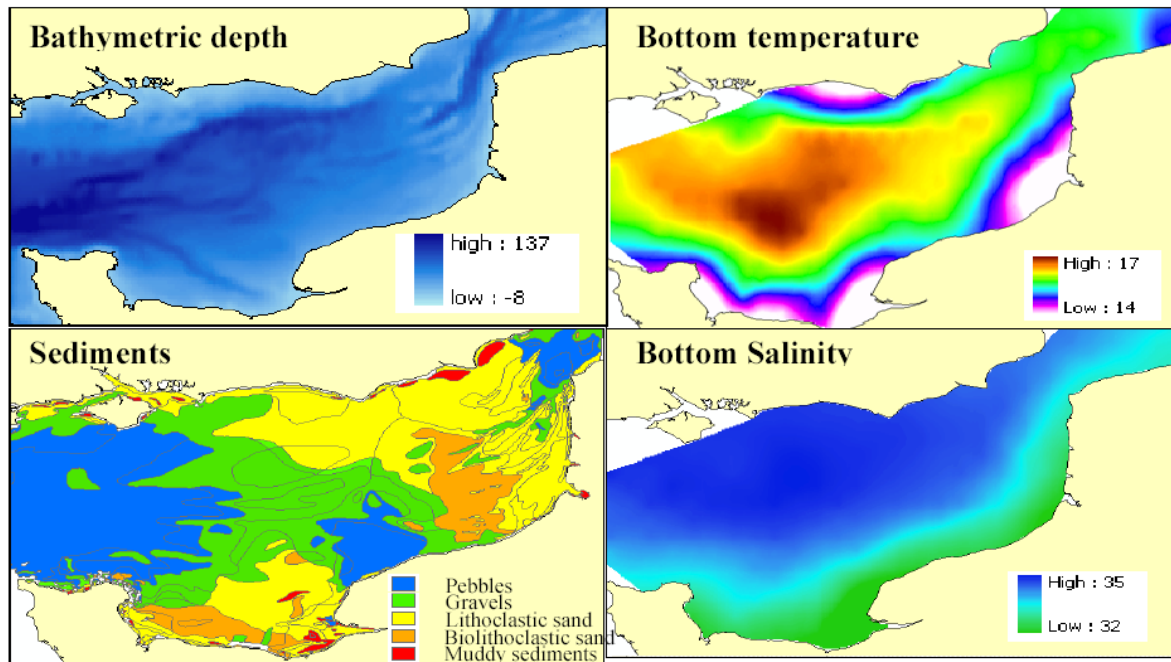 Bathymetric depth
high : 137
low : -8
Bottom temperature
High : 17
Low : 14
Sediments
Pebbles
Gravels
Lithoclastic sand
Biolithoclastic sand
Muddy sediments
Bottom Salinity
High : 35
Low : 32